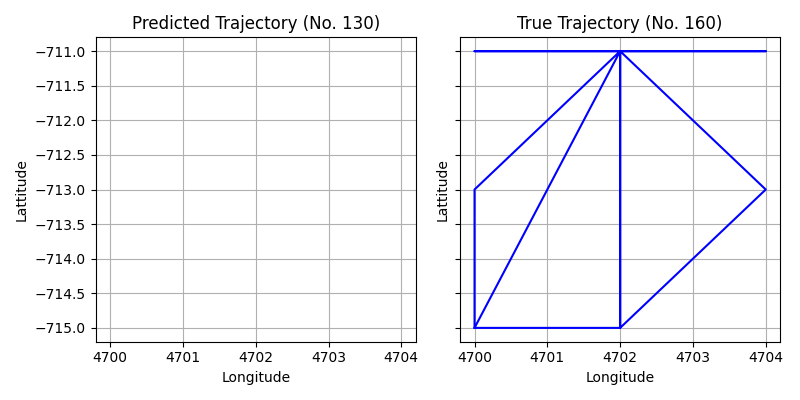 Predicted Trajectory (No. 130)
True Trajectory (No. 160)
−711.0
−711.5
−712.0
−712.5
−713.0
−713.5
−714.0
−714.5
−715.0
Lattitude
4700 4701 4702 4703 4704
Longitude
Lattitude
4700 4701 4702 4703 4704
Longitude